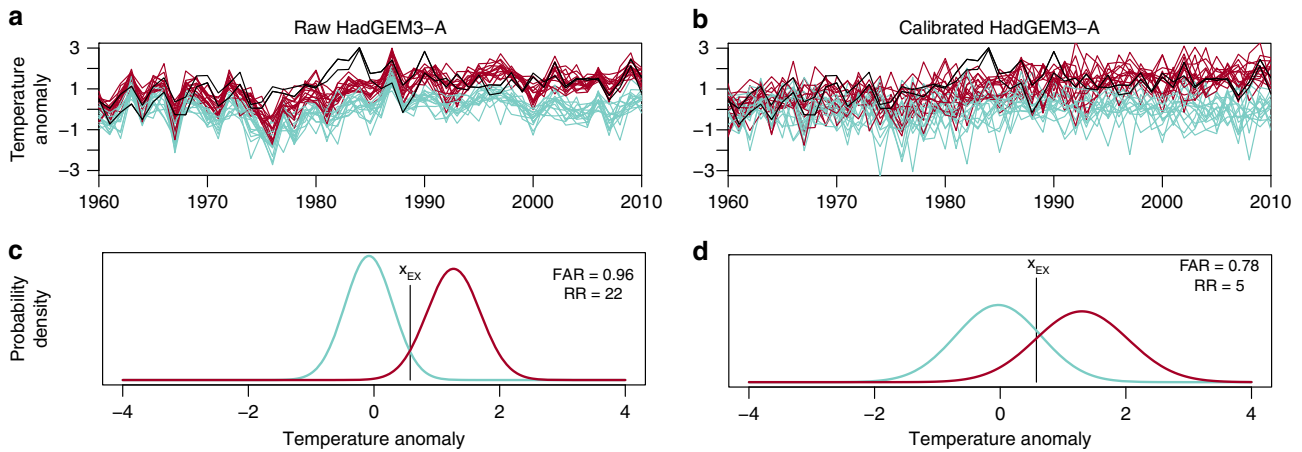 a
Raw HadGEM3–A
Temperature
anomaly
3
1
−1
−3
1960 1970 1980 1990 2000 2010
b
Calibrated HadGEM3–A
3
1
−1
−3
1960 1970 1980 1990 2000 2010
c
Probability
density
xEX
FAR = 0.96
RR = 22
−4 −2 0 2 4
Temperature anomaly
d
xEX
FAR = 0.78
RR = 5
−4 −2 0 2 4
Temperature anomaly